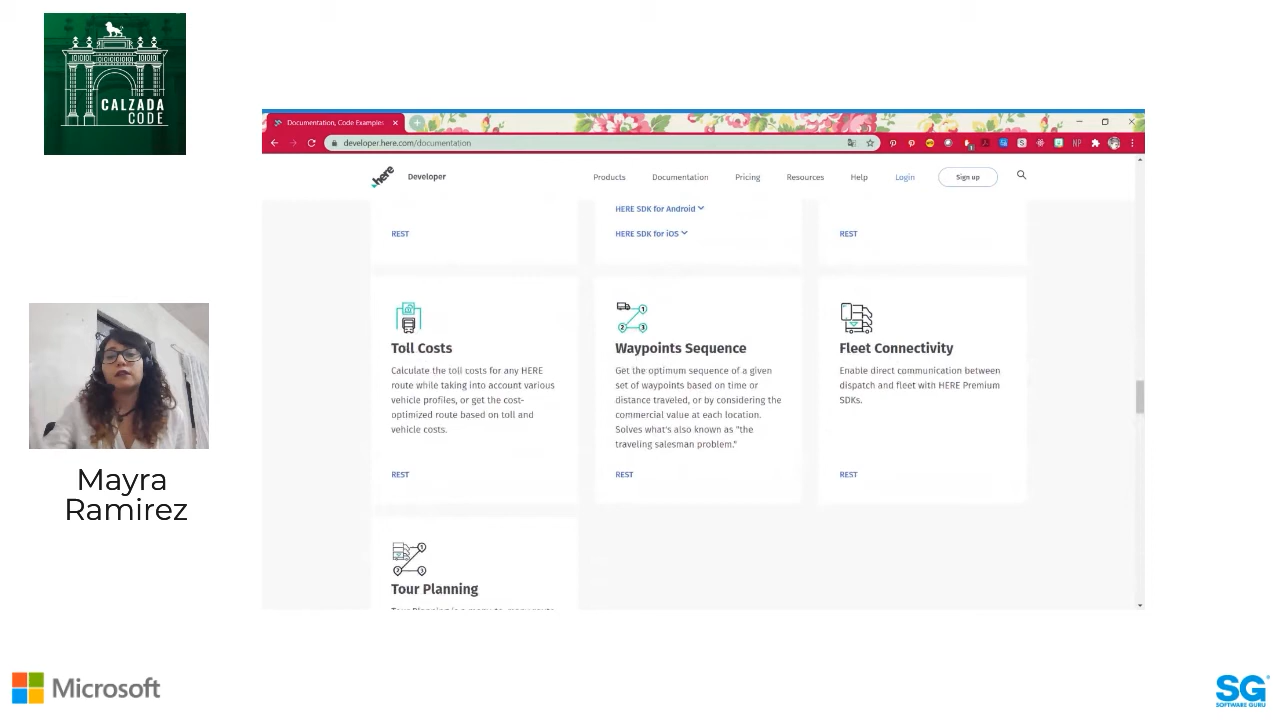 CALZADA
CODE
Documentation, Code Examples
developer.here.com/documentation
here Developer Products Documentation Pricing Resources Help Login Sign up
HERE SDK for Android
REST HERE SDK for iOS REST
Toll Costs
Calculate the toll costs for any HERE
route while taking into account various
vehicle profiles, or get the cost-
optimized route based on toll and
vehicle costs.
REST
Waypoints Sequence
Get the optimum sequence of a given
set of waypoints based on time or
distance traveled, or by considering the
commercial value at each location.
Solves what's also known as "the
traveling salesman problem."
REST
Fleet Connectivity
Enable direct communication between
dispatch and fleet with HERE Premium
SDKs.
REST
Tour Planning
Mayra
Ramirez
Microsoft
SG
SOFTWARE GURU